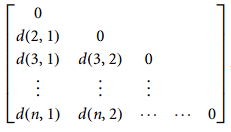 0
d(2, 1) 0
d(3, 1) d(3, 2) 0
⋮ ⋮ ⋮
d(n, 1) d(n, 2) ⋯ ⋯ 0